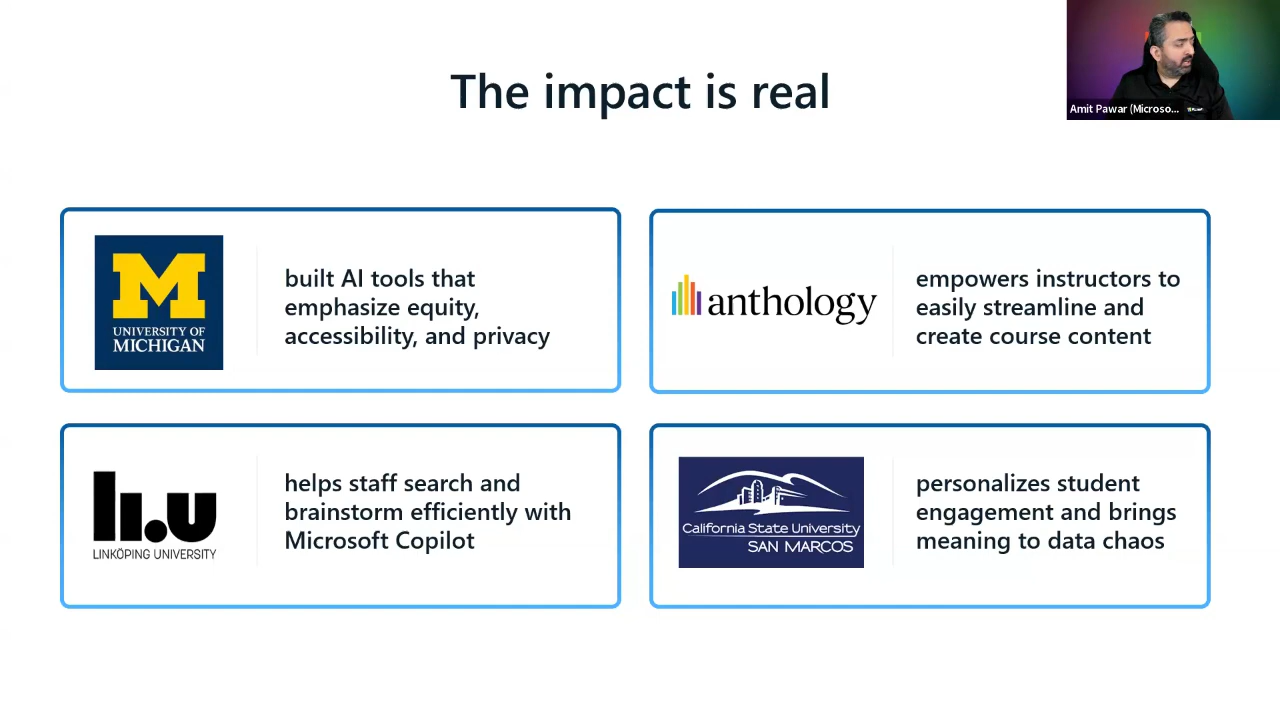 The impact is real
Amit Pawar (Microso...
M
UNIVERSITY OF
MICHIGAN
built AI tools that
emphasize equity,
accessibility, and privacy
anthology
empowers instructors to
easily streamline and
create course content
li.u
LINKÖPING UNIVERSITY
helps staff search and
brainstorm efficiently with
Microsoft Copilot
California State University
SAN MARCOS
personalizes student
engagement and brings
meaning to data chaos